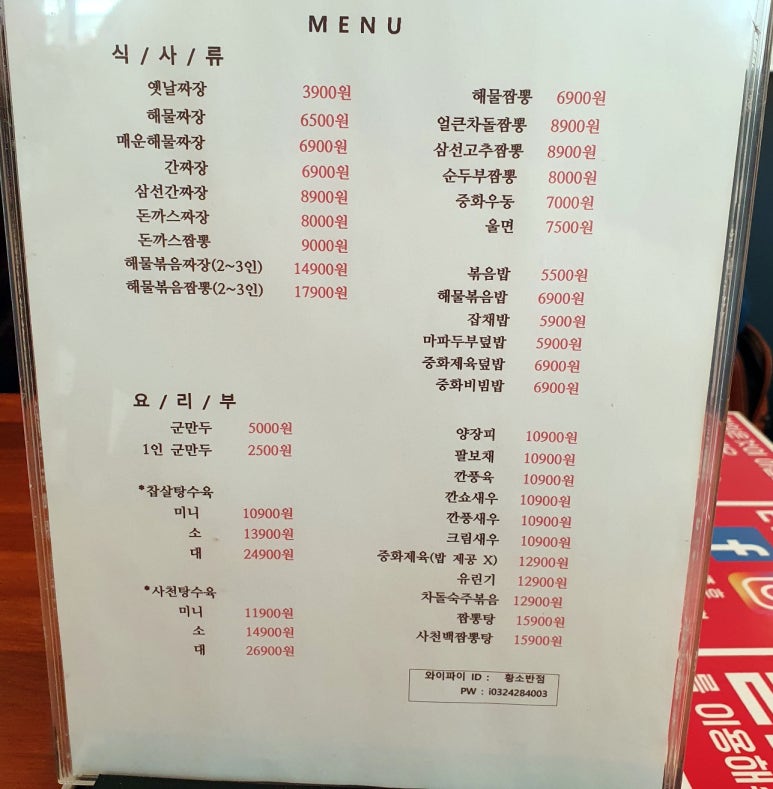 MENU
식 / 사 / 류
옛날짜장 3900원
해물짜장 6500원
매운해물짜장 6900원
간짜장 6900원
삼선간짜장 8900원
돈까스짜장 8000원
돈까스짬뽕 9000원
해물볶음짜장(2~3인) 14900원
해물볶음짬뽕(2~3인) 17900원
해물짬뽕 6900원
얼큰차돌짬뽕 8900원
삼선고추짬뽕 8900원
순두부짬뽕 8000원
중화우동 7000원
울면 7500원
볶음밥 5500원
해물볶음밥 6900원
잡채밥 5900원
마파두부덮밥 5900원
중화제육덮밥 6900원
중화비빔밥 6900원
요 / 리 / 부
군만두 5000원
1인 군만두 2500원
*찹살탕수육
미니 10900원
소 13900원
대 24900원
*사천탕수육
미니 11900원
소 14900원
대 26900원
양장피 10900원
팔보채 10900원
깐풍육 10900원
깐쇼새우 10900원
깐풍새우 10900원
크림새우 10900원
중화제육(밥 제공 X) 12900원
유린기 12900원
차돌숙주볶음 12900원
짬뽕탕 15900원
사천백짬뽕탕 15900원
와이파이 ID : 황소반점
PW : i0324284003
를 이용해